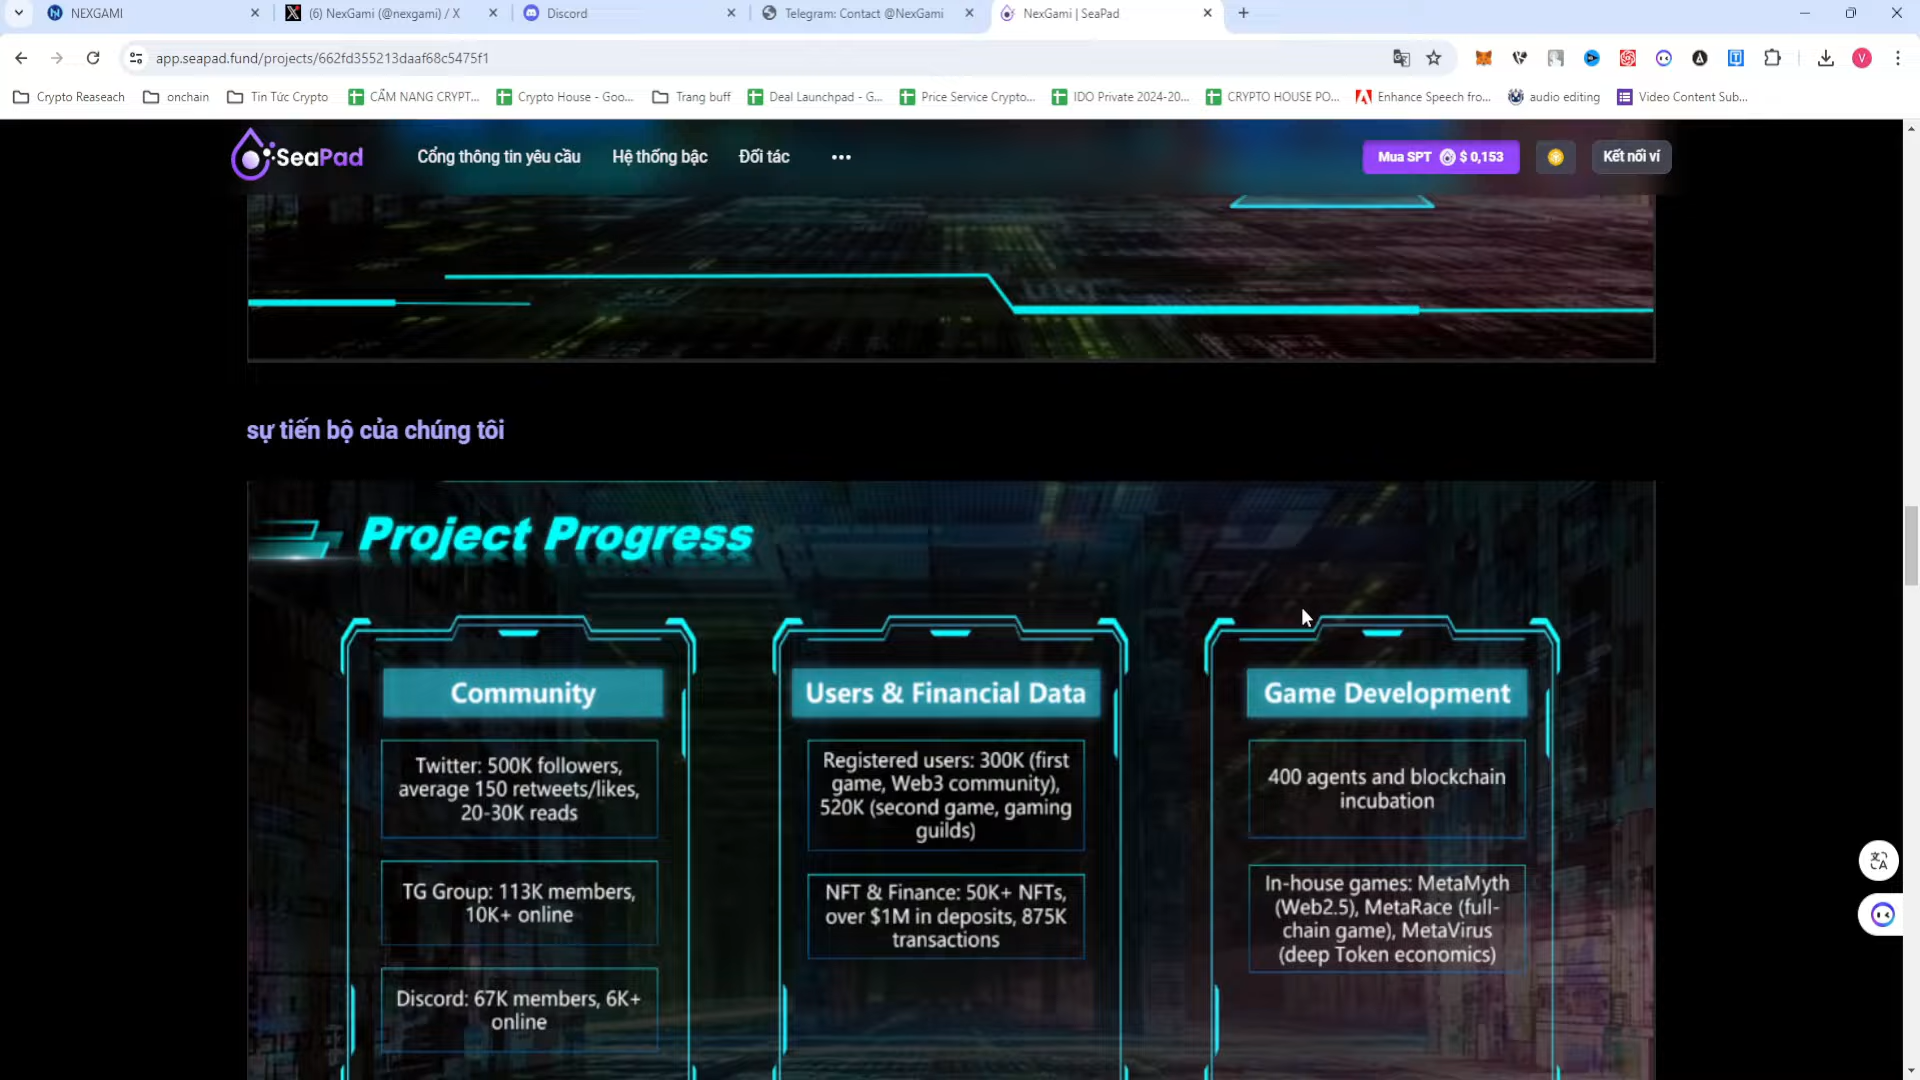 NEXGAMI
(6) NexGami (@nexgami) / X
Discord
Telegram: Contact @NexGami
NexGami | SeaPad
app.seapad.fund/projects/662fd355213daaf68c5475f1
Crypto Reaseach
onchain
Tin Tức Crypto
CẨM NANG CRYPT...
Crypto House - Goo...
Trang buff
Deal Launchpad - G...
Price Service Crypto...
IDO Private 2024-20...
CRYPTO HOUSE PO...
Enhance Speech fro...
audio editing
Video Content Sub...
SeaPad
Cổng thông tin yêu cầu
Hệ thống bậc
Đối tác
Mua SPT $ 0,153
Kết nối ví
sự tiến bộ của chúng tôi
Project Progress
Community
Twitter: 500K followers,
average 150 retweets/likes,
20-30K reads
TG Group: 113K members,
10K+ online
Discord: 67K members, 6K+
online
Users & Financial Data
Registered users: 300K (first
game, Web3 community),
520K (second game, gaming
guilds)
NFT & Finance: 50K+ NFTs,
over $1M in deposits, 875K
transactions
Game Development
400 agents and blockchain
incubation
In-house games: MetaMyth
(Web2.5), MetaRace (full-
chain game), MetaVirus
(deep Token economics)